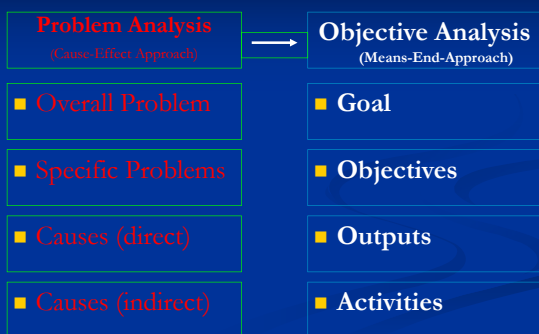 Problem Analysis
(Cause-Effect Approach)
Objective Analysis
(Means-End-Approach)
Overall Problem
Goal
Specific Problems
Objectives
Causes (direct)
Outputs
Causes (indirect)
Activities